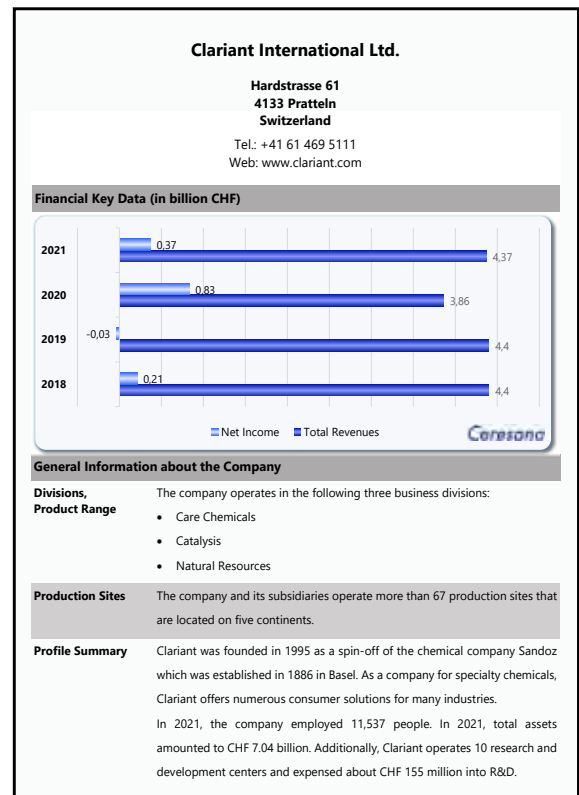 Clariant International Ltd.
Hardstrasse 61
4133 Pratteln
Switzerland
Tel.: +41 61 469 5111
Web: www.clariant.com
Financial Key Data (in billion CHF)
2021
0,37
4,37
2020
0,83
3,86
2019
-0,03
4,4
2018
0,21
4,4
Net Income
Total Revenues
Ceresana
General Information about the Company
Divisions,
Product Range
The company operates in the following three business divisions:
• Care Chemicals
• Catalysis
• Natural Resources
Production Sites
The company and its subsidiaries operate more than 67 production sites that
are located on five continents.
Profile Summary
Clariant was founded in 1995 as a spin-off of the chemical company Sandoz
which was established in 1886 in Basel. As a company for specialty chemicals,
Clariant offers numerous consumer solutions for many industries.
In 2021, the company employed 11,537 people. In 2021, total assets
amounted to CHF 7.04 billion. Additionally, Clariant operates 10 research and
development centers and expensed about CHF 155 million into R&D.